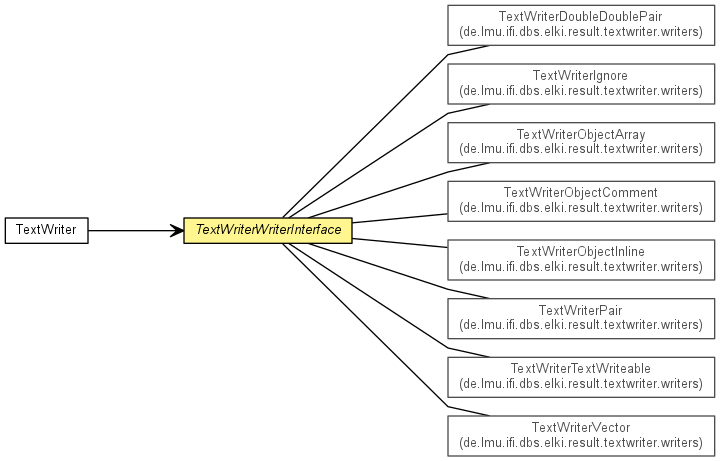 TextWriterDoubleDoublePair
(de.lmu.ifi.dbs.elki.result.textwriter.writers)
TextWriterIgnore
(de.lmu.ifi.dbs.elki.result.textwriter.writers)
TextWriterObjectArray
(de.lmu.ifi.dbs.elki.result.textwriter.writers)
TextWriterObjectComment
(de.lmu.ifi.dbs.elki.result.textwriter.writers)
TextWriter
TextWriterWriterInterface
TextWriterObjectInline
(de.lmu.ifi.dbs.elki.result.textwriter.writers)
TextWriterPair
(de.lmu.ifi.dbs.elki.result.textwriter.writers)
TextWriterTextWriteable
(de.lmu.ifi.dbs.elki.result.textwriter.writers)
TextWriterVector
(de.lmu.ifi.dbs.elki.result.textwriter.writers)